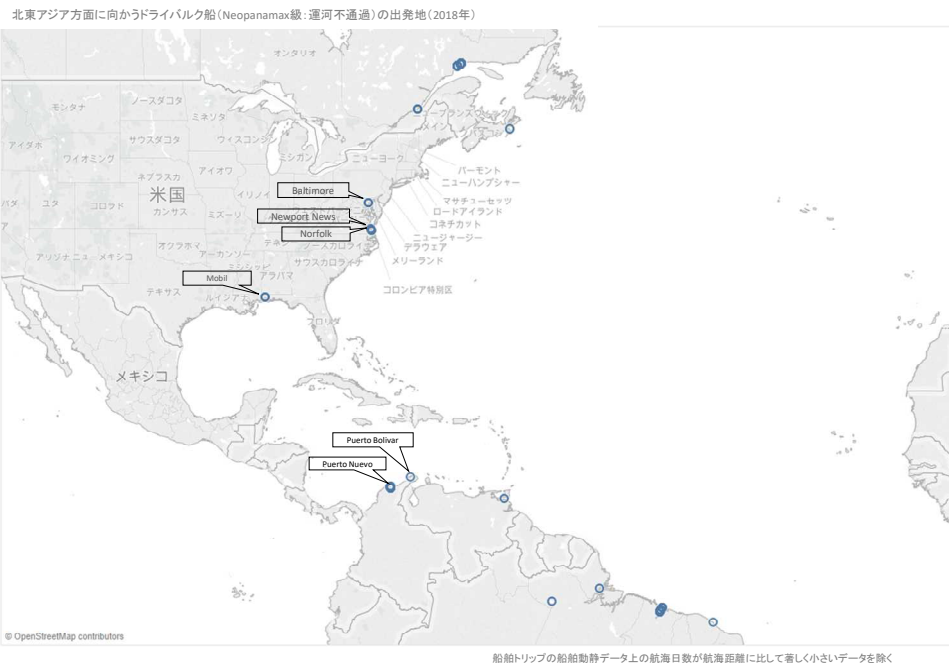 北東アジア方面に向かうドライバルク船(Neopanamax級:運河不通過)の出発地(2018年)
オンタリオ
モンタナ
ノースダコタ
ミネソタ
メイン
アイダホ
サウスダコタ
ウィスコンシン
ワイオミング
ミシガン
ニューヨーク
バーモント
ニューハンプシャー
ネブラスカ
アイオワ
マサチューセッツ
ロードアイランド
コネチカット
ニュージャージー
デラウェア
メリーランド
コロンビア特別区
Baltimore
Newport News
Norfolk
Mobil
米国
ユタ
コロラド
カンサス
ミズーリ
イリノイ
オクラホマ
アーカンソー
テネ
ノースカロライ
サウスカロライナ
アリゾナ
ニュー メキシコ
ミシシッピ
アラバマ
テキサス
ルイジアナ
フロリダ
メキシコ
Puerto Bolivar
Puerto Nuevo
© OpenStreetMap contributors
船舶トリップの船舶動静データ上の航海日数が航海距離に比して著しく小さいデータを除く